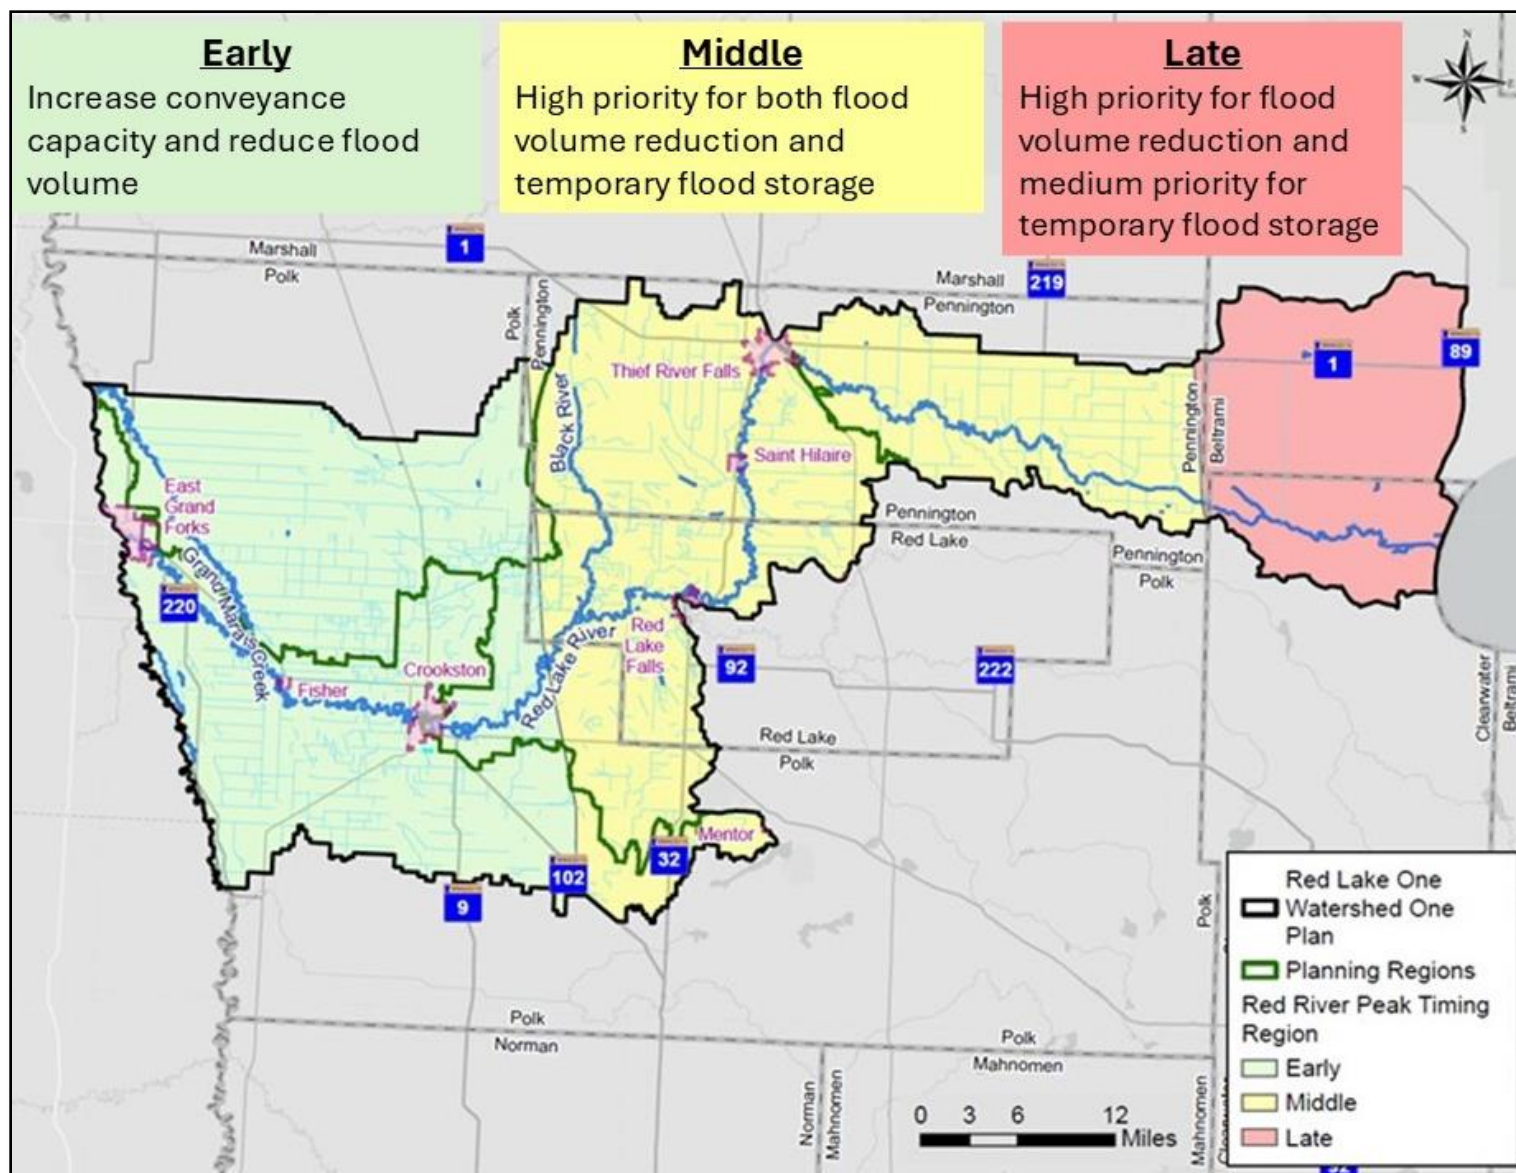 Early
Increase conveyance
capacity and reduce flood
volume
Middle
High priority for both flood
volume reduction and
temporary flood storage
Late
High priority for flood
volume reduction and
medium priority for
temporary flood storage
N
W
S
Marshall
Polk
1
Marshall
Pennington
219
Polk
Pennington
1
89
Thief River Falls
Black River
Saint Hilaire
Pennington
Beltrami
East
Grand
Forks
Pennington
Red Lake
Pennington
Polk
220
Grand Marais Creek
Red Lake River
Red
Lake
Falls
92
222
Crookston
Fisher
Clearwater
Beltrami
Red Lake
Polk
Mentor
32
102
9
Polk
Polk
Norman
Polk
Mahnomen
Norman
Mahnomen
Mahnomen
0 3 6 12
Miles
Red Lake One
Watershed One
Plan
Planning Regions
Red River Peak Timing
Region
Early
Middle
Late